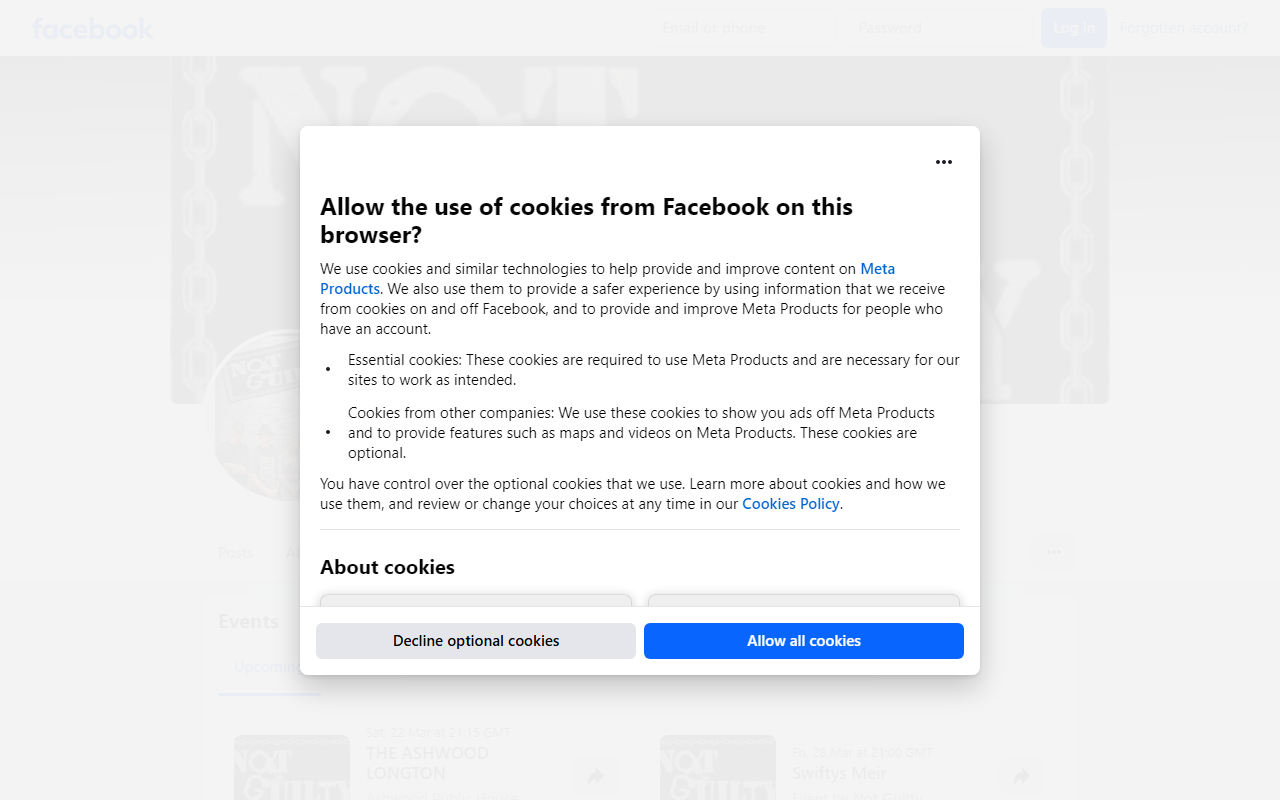 facebook
Email or phone
Password
Log In
Forgotten account?
NOT
Allow the use of cookies from Facebook on this
browser?
We use cookies and similar technologies to help provide and improve content on Meta
Products. We also use them to provide a safer experience by using information that we receive
from cookies on and off Facebook, and to provide and improve Meta Products for people who
have an account.
• Essential cookies: These cookies are required to use Meta Products and are necessary for our
sites to work as intended.
• Cookies from other companies: We use these cookies to show you ads off Meta Products
and to provide features such as maps and videos on Meta Products. These cookies are
optional.
You have control over the optional cookies that we use. Learn more about cookies and how we
use them, and review or change your choices at any time in our Cookies Policy.
Posts
About cookies
Decline optional cookies
Allow all cookies
Events
Upcoming
Sat, 22 Mar at 21:15 GMT
THE ASHWOOD
LONGTON
NOT
Fri, 28 Mar at 21:00 GMT
Swiftys Meir
Event by Not Guilty
NOT